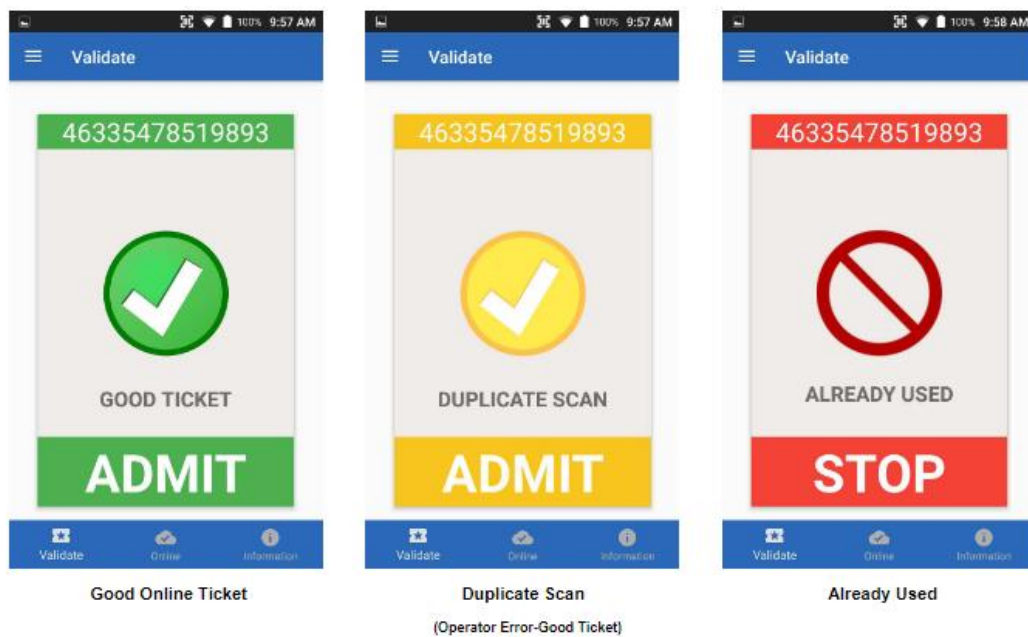 100% 9:57 AM
Validate
46335478519893
GOOD TICKET
ADMIT
Validate
Online
Information
Good Online Ticket
100% 9:57 AM
Validate
46335478519893
DUPLICATE SCAN
ADMIT
Validate
Online
Information
Duplicate Scan
(Operator Error-Good Ticket)
100% 9:58 AM
Validate
46335478519893
ALREADY USED
STOP
Validate
Online
Information
Already Used